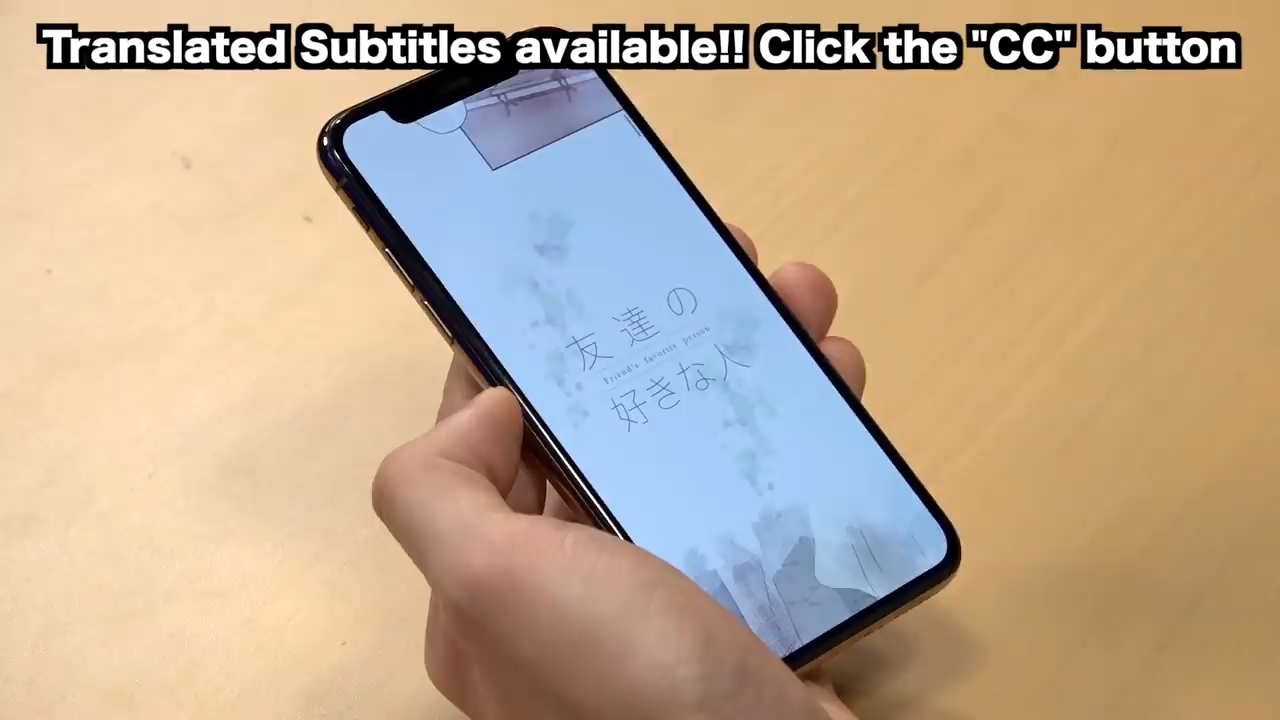 Translated Subtitles available!! Click the "CC" button
友達の
Friend's favorite person
好きな人